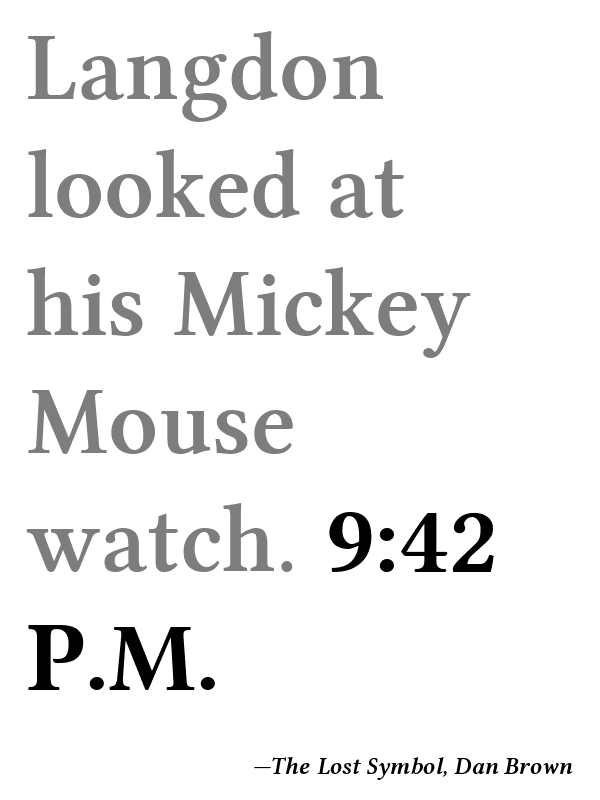 Langdon
looked at
his Mickey
Mouse
watch. 9:42
P.M.
—The Lost Symbol, Dan Brown